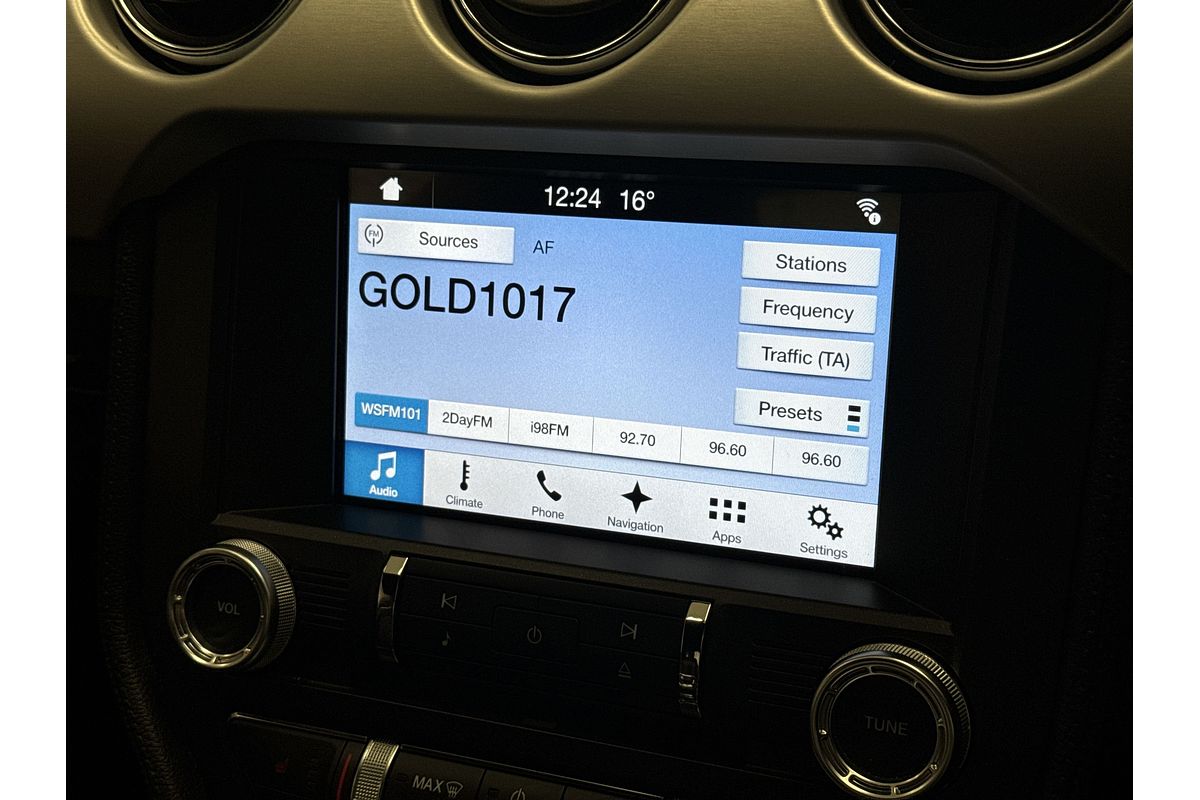 12:24 16°
FM Sources AF
GOLD1017
Stations
Frequency
Traffic (TA)
Presets
WSFM101 2DayFM i98FM 92.70 96.60 96.60
Audio Climate Phone Navigation Apps Settings
VOL
TUNE
MAX